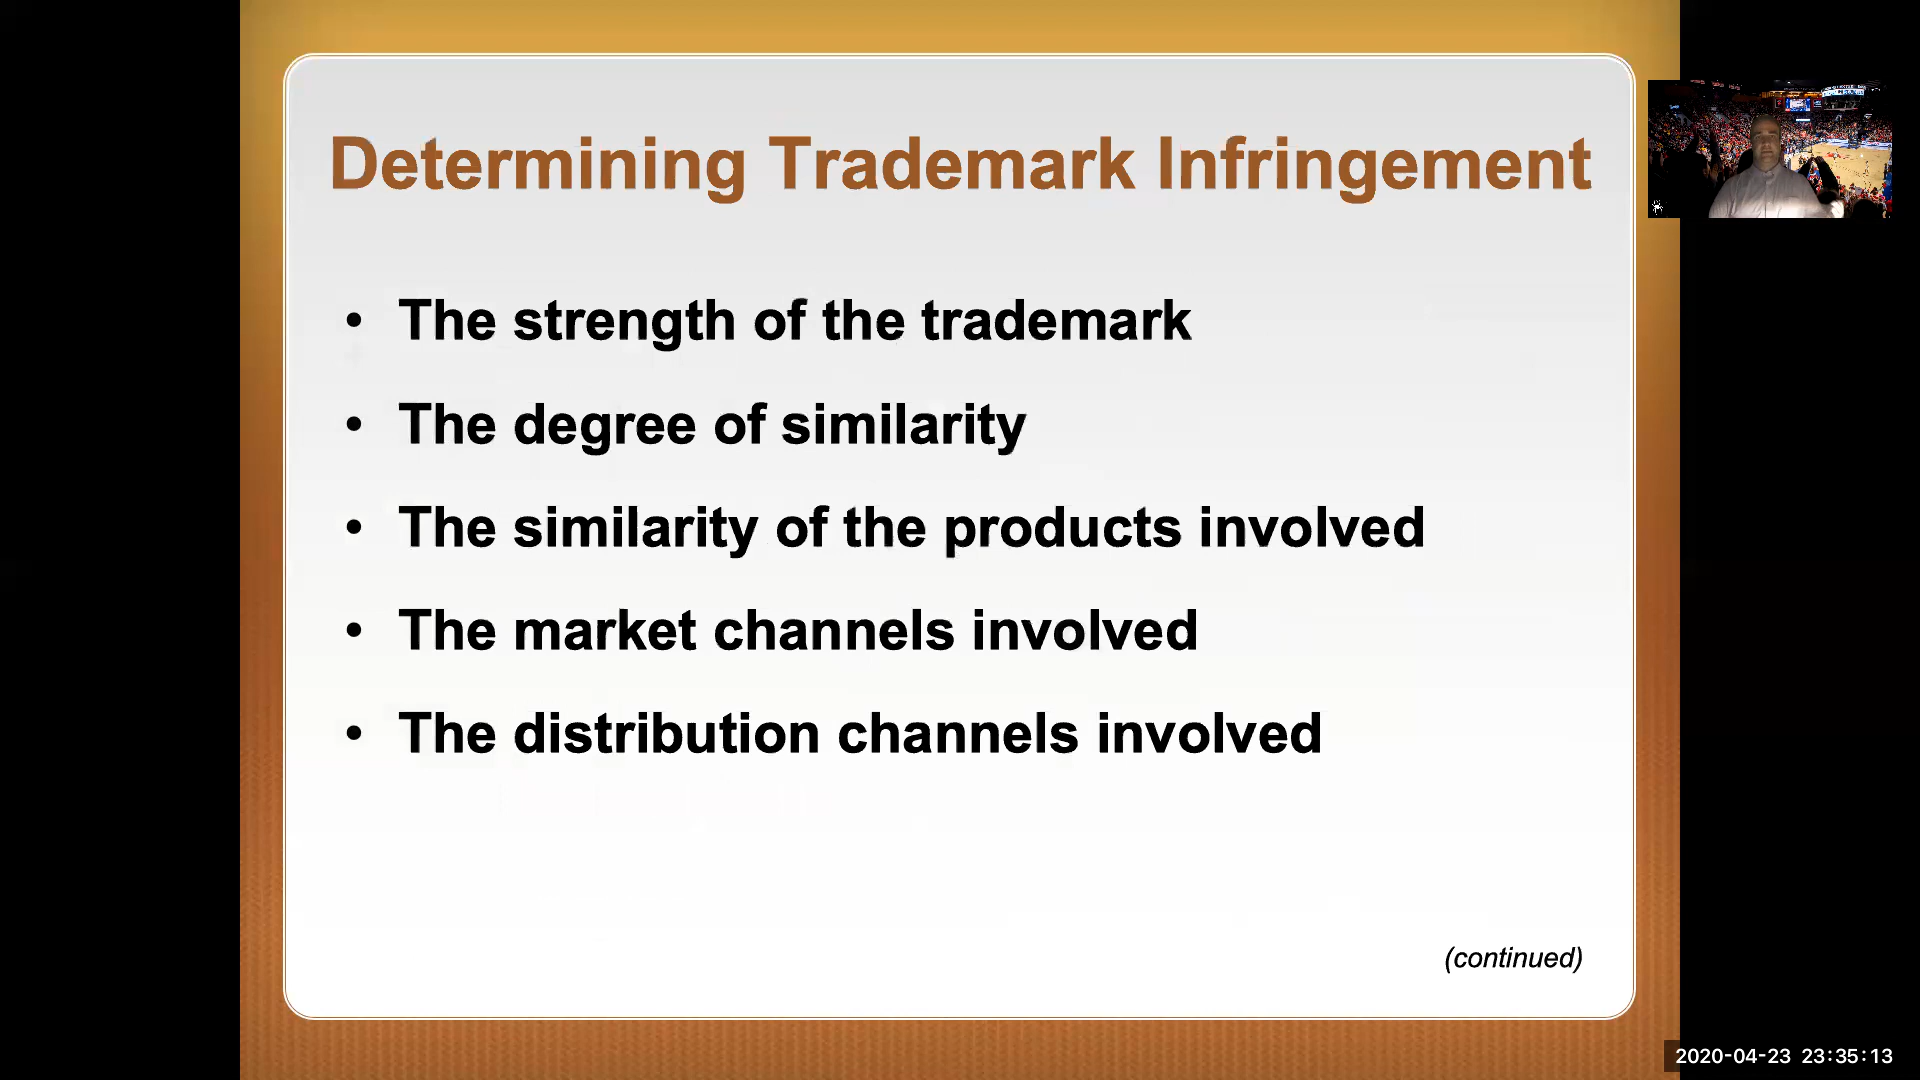 Determining Trademark Infringement
• The strength of the trademark
• The degree of similarity
• The similarity of the products involved
• The market channels involved
• The distribution channels involved
(continued)
2020-04-23 23:35:13